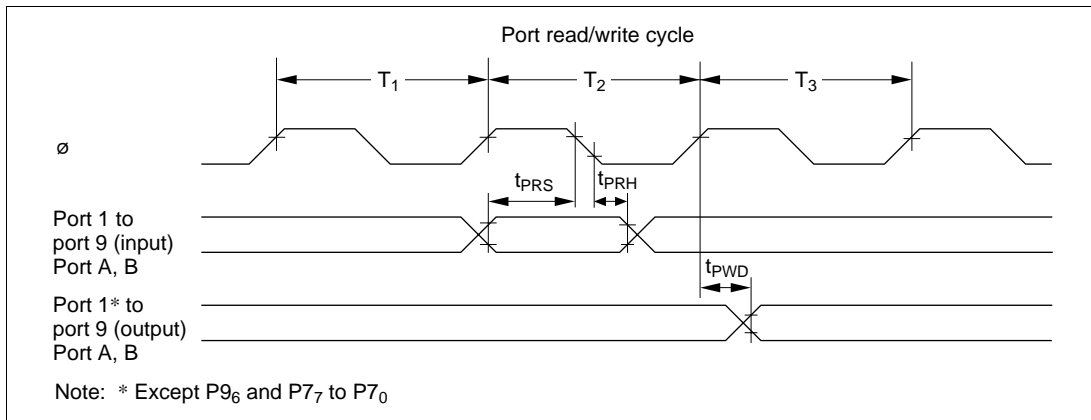 Port read/write cycle
T₁ T₂ T₃
ø
tPRS tPRH
Port 1 to
port 9 (input)
Port A, B
tPWD
Port 1* to
port 9 (output)
Port A, B
Note: * Except P9₆ and P7₇ to P7₀